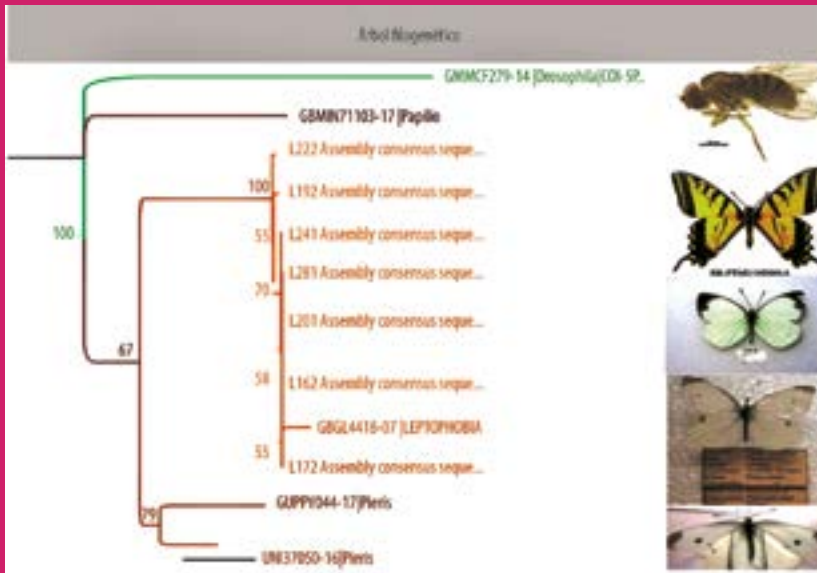 Árbol filogenético
GMMCF279-14 |Drosophila|COI-5P...
GBMIN71103-17 |Papilio
L222 Assembly consensus seque...
100
L192 Assembly consensus seque...
100
55
L241 Assembly consensus seque...
L281 Assembly consensus seque...
70
L201 Assembly consensus seque...
67
58
L162 Assembly consensus seque...
GBGL4416-07 |LEPTOPHOBIA
55
L172 Assembly consensus seque...
GUPPY044-17|Pieris
79
UNI37050-16|Pieris